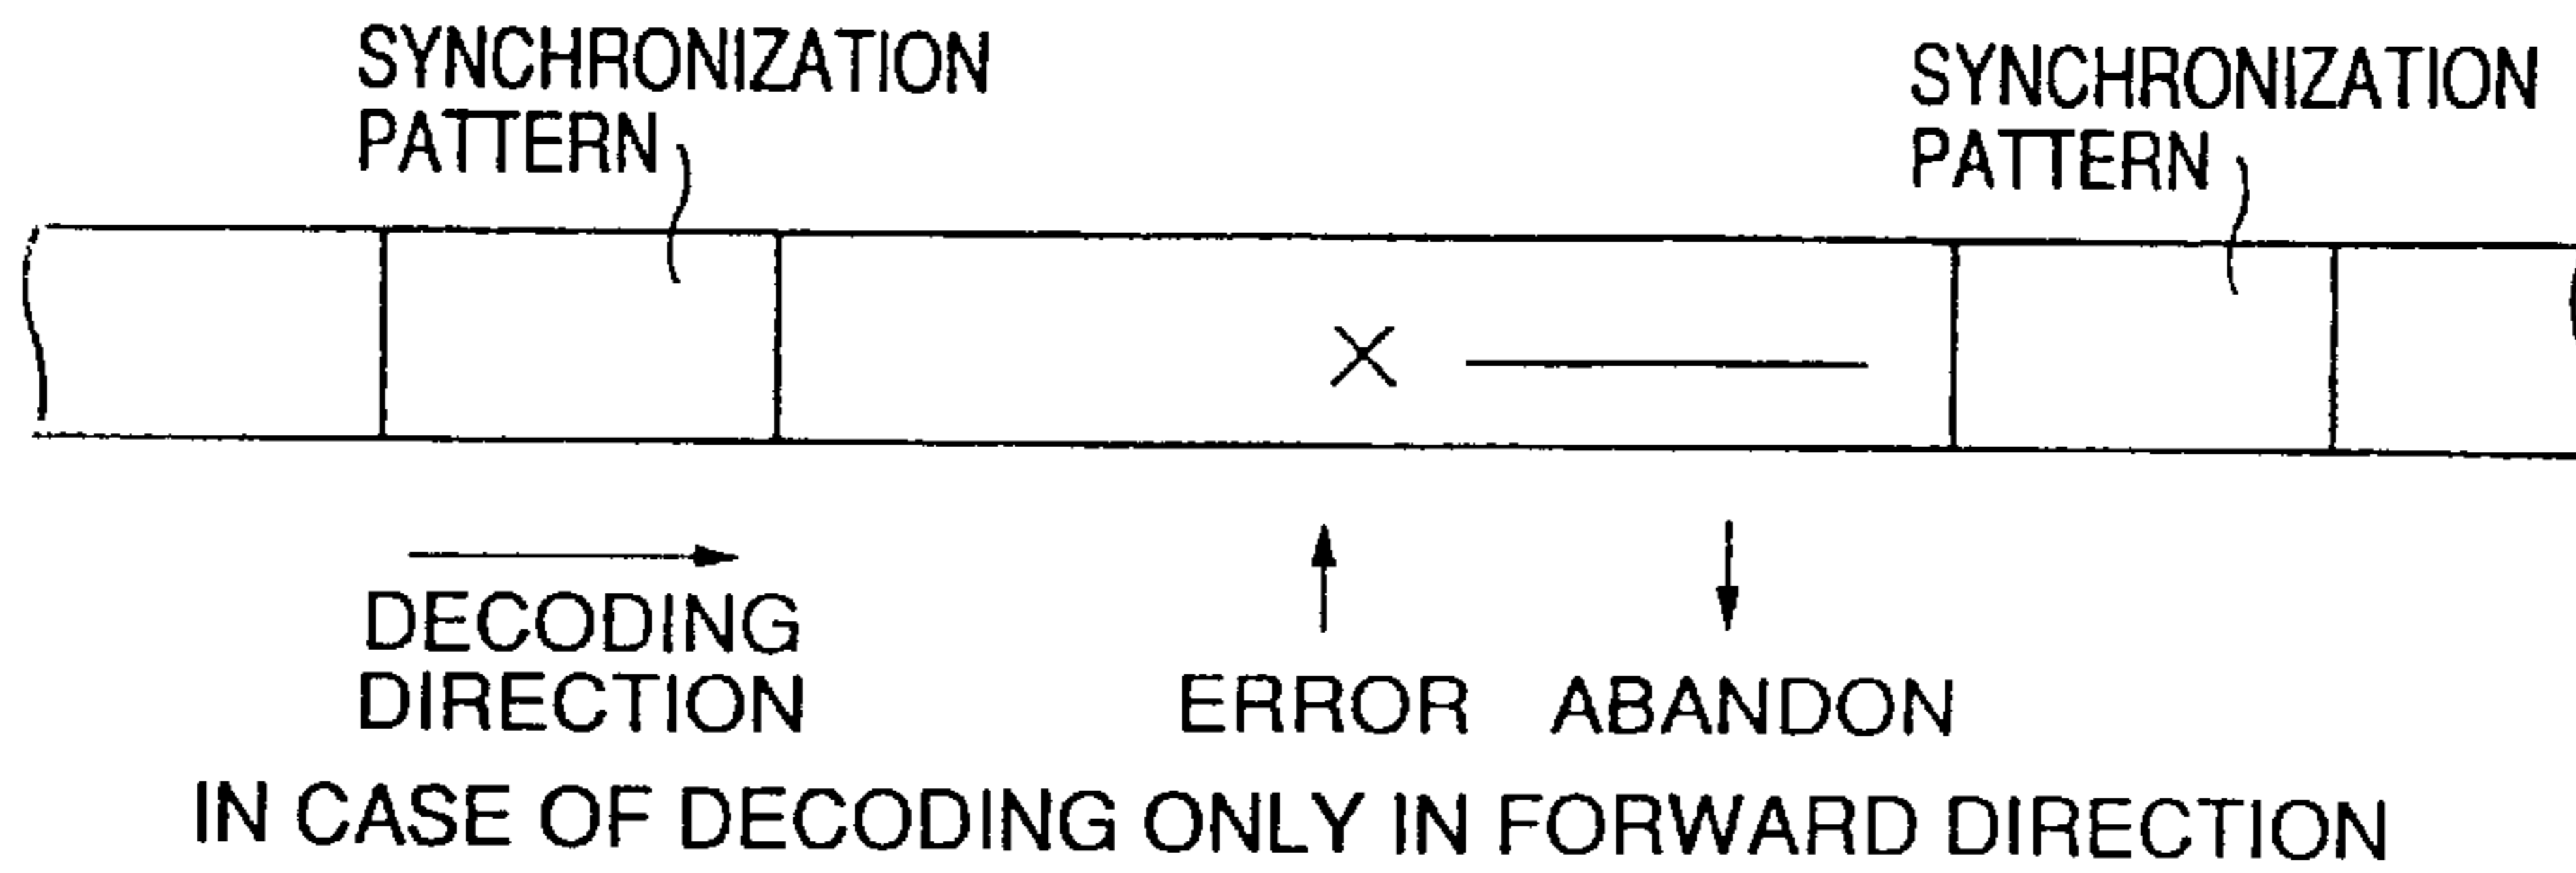 SYNCHRONIZATION
PATTERN
SYNCHRONIZATION
PATTERN
DECODING
DIRECTION
ERROR ABANDON
IN CASE OF DECODING ONLY IN FORWARD DIRECTION